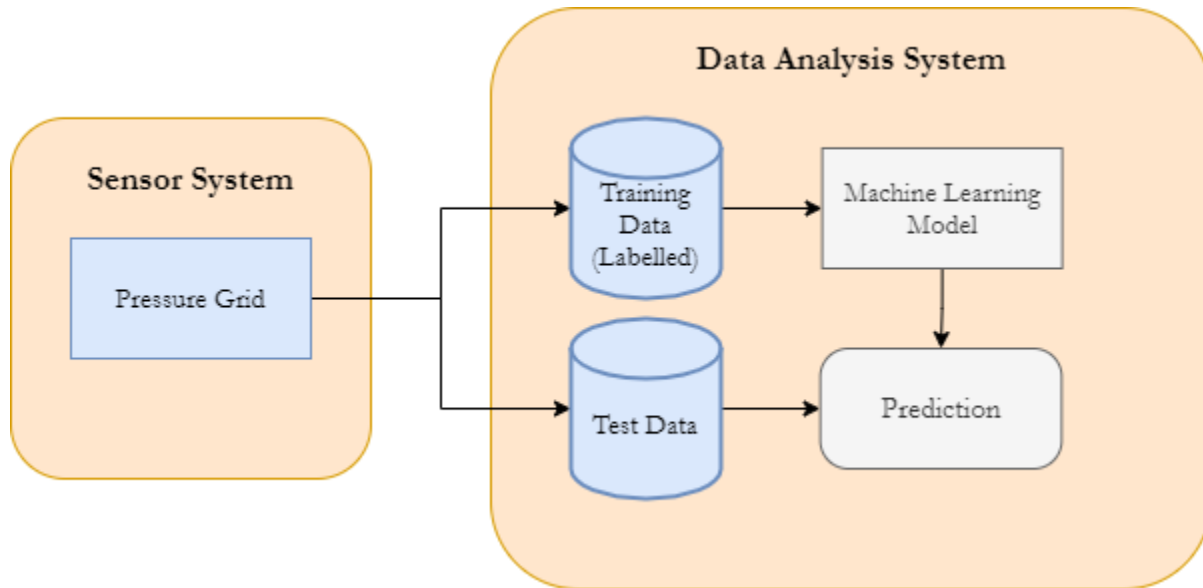 Data Analysis System
Sensor System
Pressure Grid
Training
Data
(Labelled)
Machine Learning
Model
Test Data
Prediction